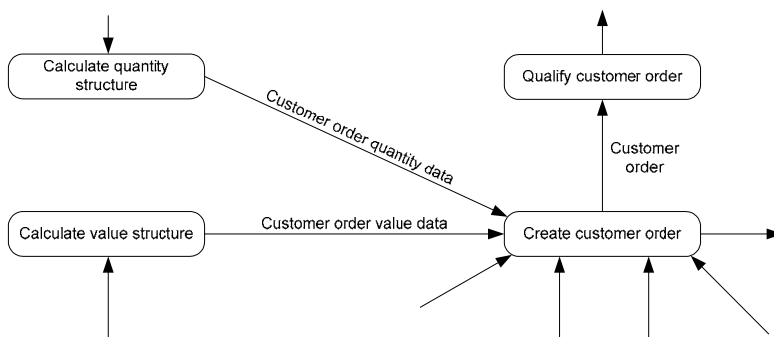 Calculate quantity
structure
Qualify customer order
Customer order quantity data
Customer
order
Calculate value structure
Customer order value data
Create customer order